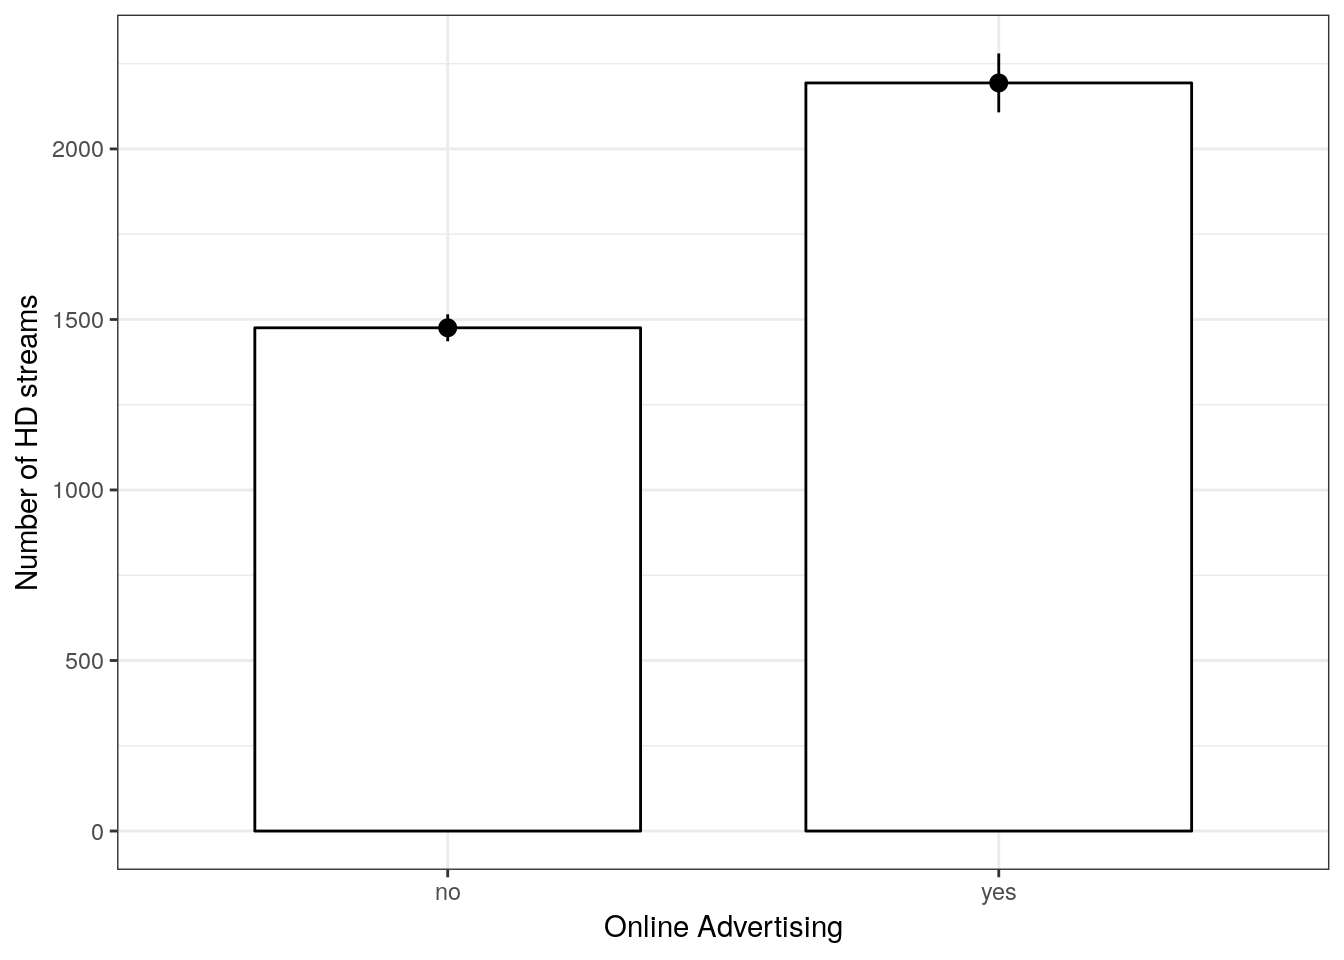 Number of HD streams
2000
1500
1000
500
0
no
yes
Online Advertising